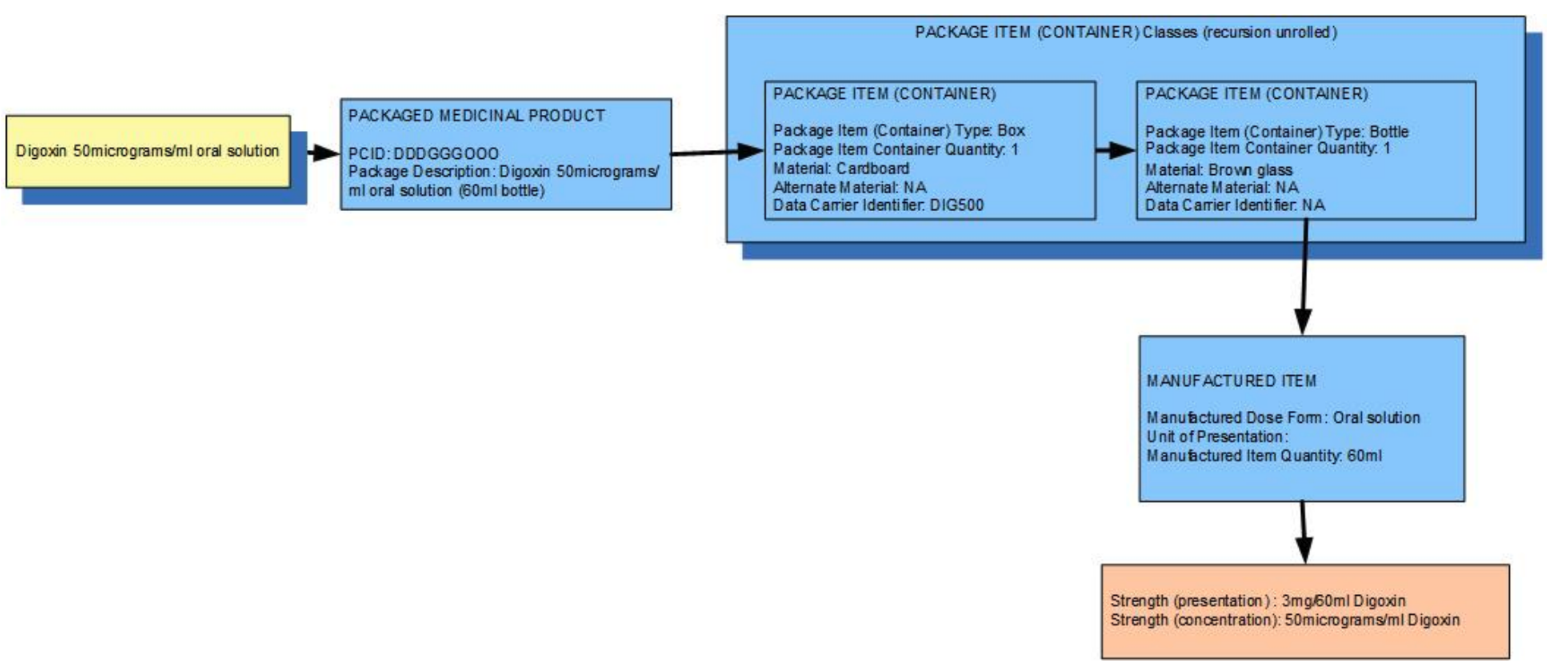 PACKAGE ITEM (CONTAINER) Classes (recursion unrolled)
Digoxin 50micrograms/ml oral solution
PACKAGED MEDICINAL PRODUCT
PCID: DDDGGGOOO
Package Description: Digoxin 50micrograms/
ml oral solution (60ml bottle)
PACKAGE ITEM (CONTAINER)
Package Item (Container) Type: Box
Package Item Container Quantity: 1
Material: Cardboard
Alternate Material: NA
Data Carrier Identifier: DIG500
PACKAGE ITEM (CONTAINER)
Package Item (Container) Type: Bottle
Package Item Container Quantity: 1
Material: Brown glass
Alternate Material: NA
Data Carrier Identifier: NA
MANUFACTURED ITEM
Manufactured Dose Form: Oral solution
Unit of Presentation:
Manufactured Item Quantity: 60ml
Strength (presentation) : 3mg/60ml Digoxin
Strength (concentration): 50micrograms/ml Digoxin